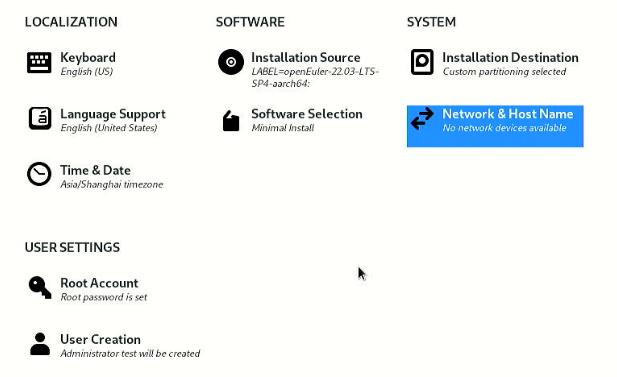 LOCALIZATION
Keyboard
English (US)
Language Support
English (United States)
Time & Date
Asia/Shanghai timezone
SOFTWARE
Installation Source
LABEL=openEuler-22.03-LTS-
SP4-aarch64:
Software Selection
Minimal Install
SYSTEM
Installation Destination
Custom partitioning selected
Network & Host Name
No network devices available
USER SETTINGS
Root Account
Root password is set
User Creation
Administrator test will be created